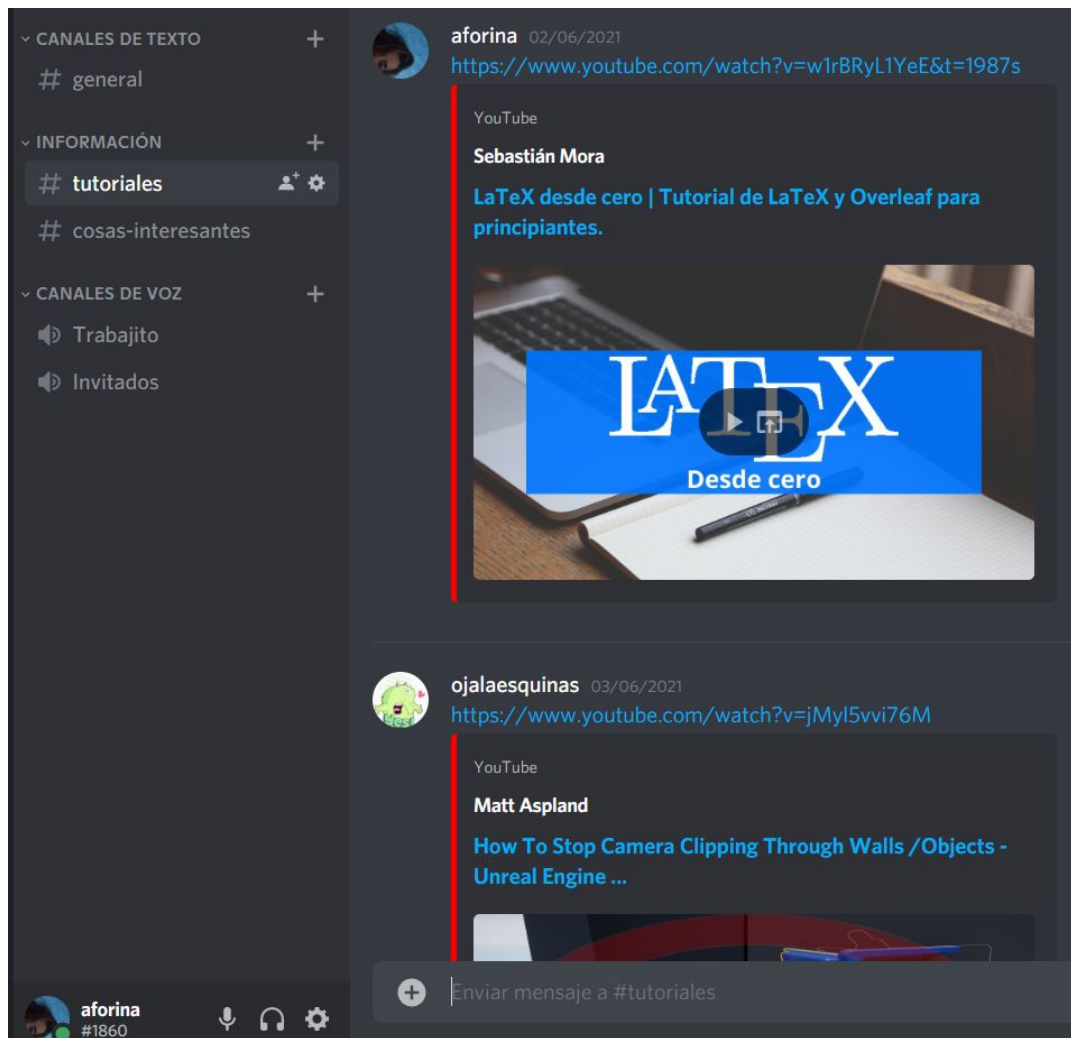 CANALES DE TEXTO
# general
INFORMACIÓN
# tutoriales
# cosas-interesantes
CANALES DE VOZ
Trabajito
Invitados
aforina
#1860
aforina 02/06/2021
https://www.youtube.com/watch?v=w1rBRyL1YeE&t=1987s
YouTube
Sebastián Mora
LaTeX desde cero | Tutorial de LaTeX y Overleaf para
principiantes.
LATEX
Desde cero
ojalaesquinas 03/06/2021
https://www.youtube.com/watch?v=jMyI5vvi76M
YouTube
Matt Aspland
How To Stop Camera Clipping Through Walls /Objects -
Unreal Engine ...
Enviar mensaje a #tutoriales